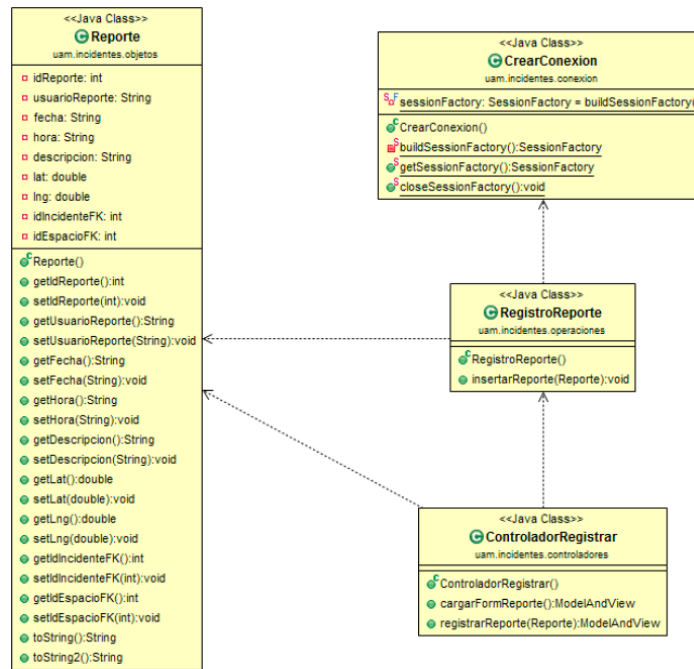 <<Java Class>>
Reporte
uam.incidentes.objetos
idReporte: int
usuarioReporte: String
fecha: String
hora: String
descripcion: String
lat: double
lng: double
idIncidenteFK: int
idEspacioFK: int
Reporte()
getIdReporte():int
setIdReporte(int):void
getUsuarioReporte():String
setUsuarioReporte(String):void
getFecha():String
setFecha(String):void
getHora():String
setHora(String):void
getDescripcion():String
setDescripcion(String):void
getLat():double
setLat(double):void
getLng():double
setLng(double):void
getIdIncidenteFK():int
setIdIncidenteFK(int):void
getIdEspacioFK():int
setIdEspacioFK(int):void
toString():String
toString2():String
<<Java Class>>
CrearConexion
uam.incidentes.conexion
sessionFactory: SessionFactory = buildSessionFactory(
CrearConexion()
buildSessionFactory():SessionFactory
getSessionFactory():SessionFactory
closeSessionFactory():void
<<Java Class>>
RegistroReporte
uam.incidentes.operaciones
RegistroReporte()
insertarReporte(Reporte):void
<<Java Class>>
ControladorRegistrar
uam.incidentes.controladores
ControladorRegistrar()
cargarFormReporte():ModelAndView
registrarReporte(Reporte):ModelAndView